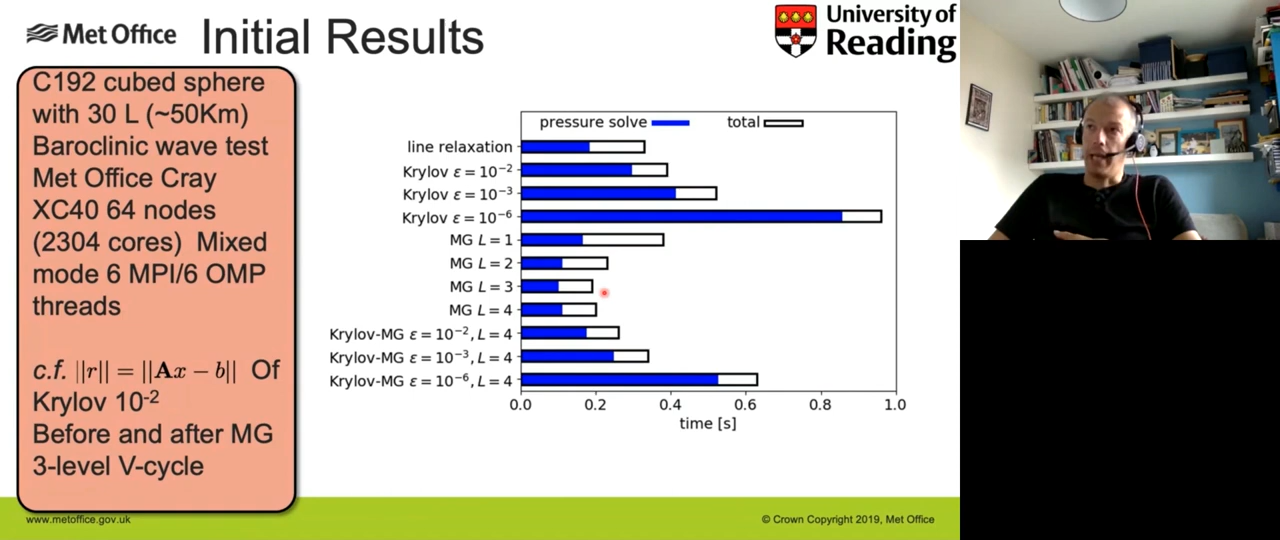 Met Office
Initial Results
University of
Reading
C192 cubed sphere
with 30 L (~50Km)
Baroclinic wave test
Met Office Cray
XC40 64 nodes
(2304 cores)  Mixed
mode 6 MPI/6 OMP
threads
c.f. ||r|| = ||Ax − b||  Of
Krylov 10⁻²
Before and after MG
3-level V-cycle
pressure solve
total
line relaxation
Krylov ε = 10⁻²
Krylov ε = 10⁻³
Krylov ε = 10⁻⁶
MG L = 1
MG L = 2
MG L = 3
MG L = 4
Krylov-MG ε = 10⁻², L = 4
Krylov-MG ε = 10⁻³, L = 4
Krylov-MG ε = 10⁻⁶, L = 4
0.0 0.2 0.4 0.6 0.8 1.0
time [s]
www.metoffice.gov.uk
© Crown Copyright 2019, Met Office